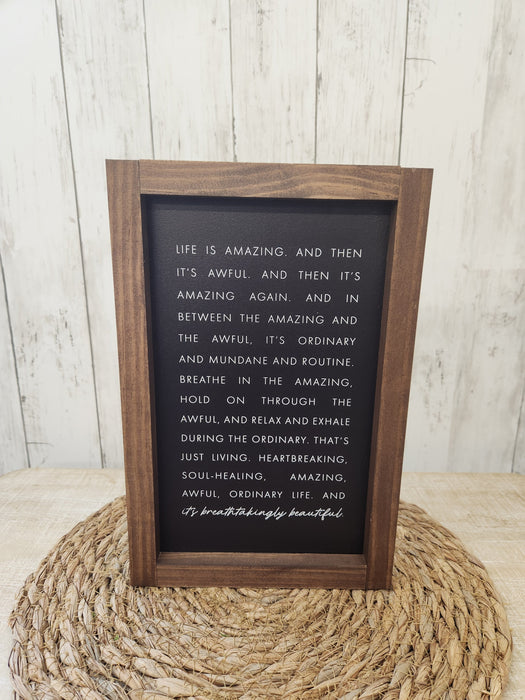 LIFE IS AMAZING. AND THEN
IT'S AWFUL. AND THEN IT'S
AMAZING AGAIN. AND IN
BETWEEN THE AMAZING AND
THE AWFUL, IT'S ORDINARY
AND MUNDANE AND ROUTINE.
BREATHE IN THE AMAZING,
HOLD ON THROUGH THE
AWFUL, AND RELAX AND EXHALE
DURING THE ORDINARY. THAT'S
JUST LIVING. HEARTBREAKING,
SOUL-HEALING, AMAZING,
AWFUL, ORDINARY LIFE. AND
it's breathtakingly beautiful.